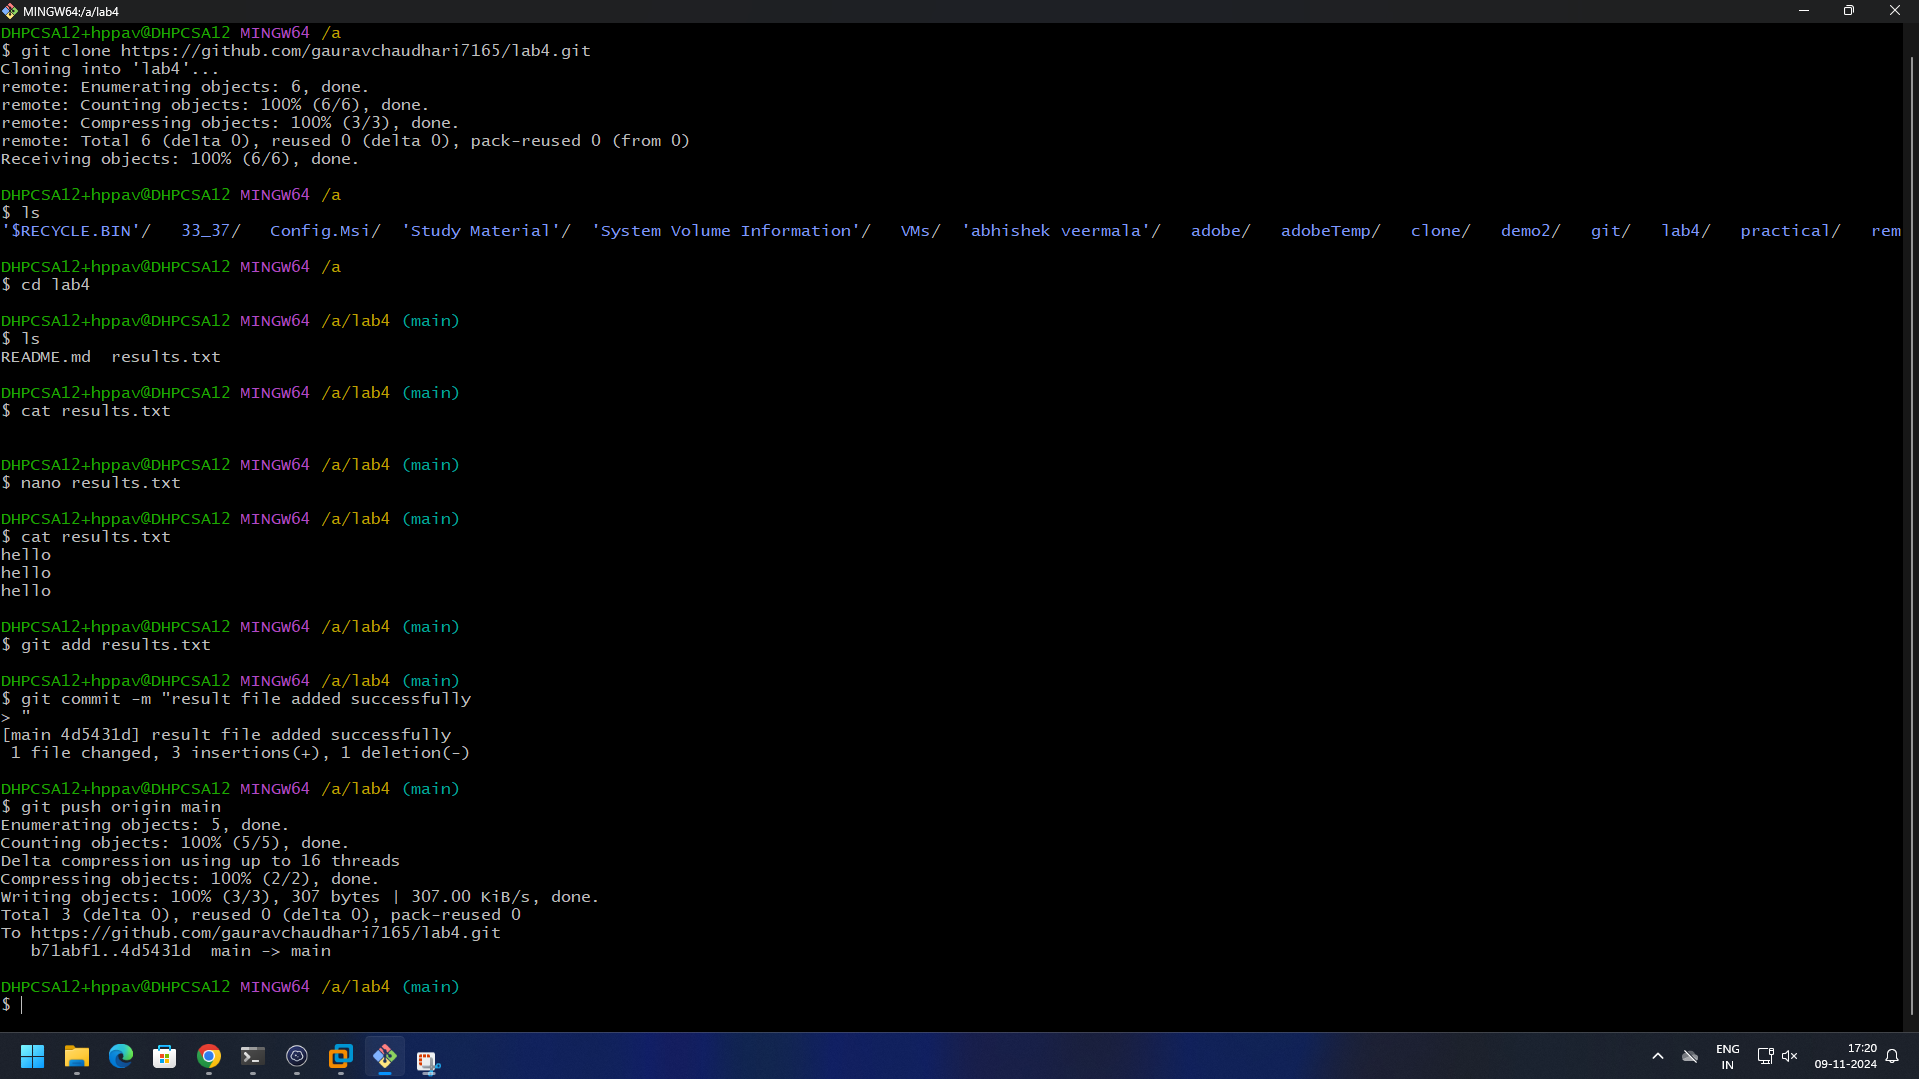 MINGW64:/a/lab4
DHPCSA12+hppav@DHPCSA12 MINGW64 /a
$ git clone https://github.com/gauravchaudhari7165/lab4.git
Cloning into 'lab4'...
remote: Enumerating objects: 6, done.
remote: Counting objects: 100% (6/6), done.
remote: Compressing objects: 100% (3/3), done.
remote: Total 6 (delta 0), reused 0 (delta 0), pack-reused 0 (from 0)
Receiving objects: 100% (6/6), done.
DHPCSA12+hppav@DHPCSA12 MINGW64 /a
$ ls
'$RECYCLE.BIN'/   33_37/   Config.Msi/  'Study Material'/  'System Volume Information'/   VMs/  'abhishek veermala'/   adobe/   adobeTemp/   clone/   demo2/   git/   lab4/   practical/   rem
DHPCSA12+hppav@DHPCSA12 MINGW64 /a
$ cd lab4
DHPCSA12+hppav@DHPCSA12 MINGW64 /a/lab4 (main)
$ ls
README.md  results.txt
DHPCSA12+hppav@DHPCSA12 MINGW64 /a/lab4 (main)
$ cat results.txt
DHPCSA12+hppav@DHPCSA12 MINGW64 /a/lab4 (main)
$ nano results.txt
DHPCSA12+hppav@DHPCSA12 MINGW64 /a/lab4 (main)
$ cat results.txt
hello
hello
hello
DHPCSA12+hppav@DHPCSA12 MINGW64 /a/lab4 (main)
$ git add results.txt
DHPCSA12+hppav@DHPCSA12 MINGW64 /a/lab4 (main)
$ git commit -m "result file added successfully
> "
[main 4d5431d] result file added successfully
 1 file changed, 3 insertions(+), 1 deletion(-)
DHPCSA12+hppav@DHPCSA12 MINGW64 /a/lab4 (main)
$ git push origin main
Enumerating objects: 5, done.
Counting objects: 100% (5/5), done.
Delta compression using up to 16 threads
Compressing objects: 100% (2/2), done.
Writing objects: 100% (3/3), 307 bytes | 307.00 KiB/s, done.
Total 3 (delta 0), reused 0 (delta 0), pack-reused 0
To https://github.com/gauravchaudhari7165/lab4.git
   b71abf1..4d5431d  main -> main
DHPCSA12+hppav@DHPCSA12 MINGW64 /a/lab4 (main)
$
ENG
IN
17:20
09-11-2024